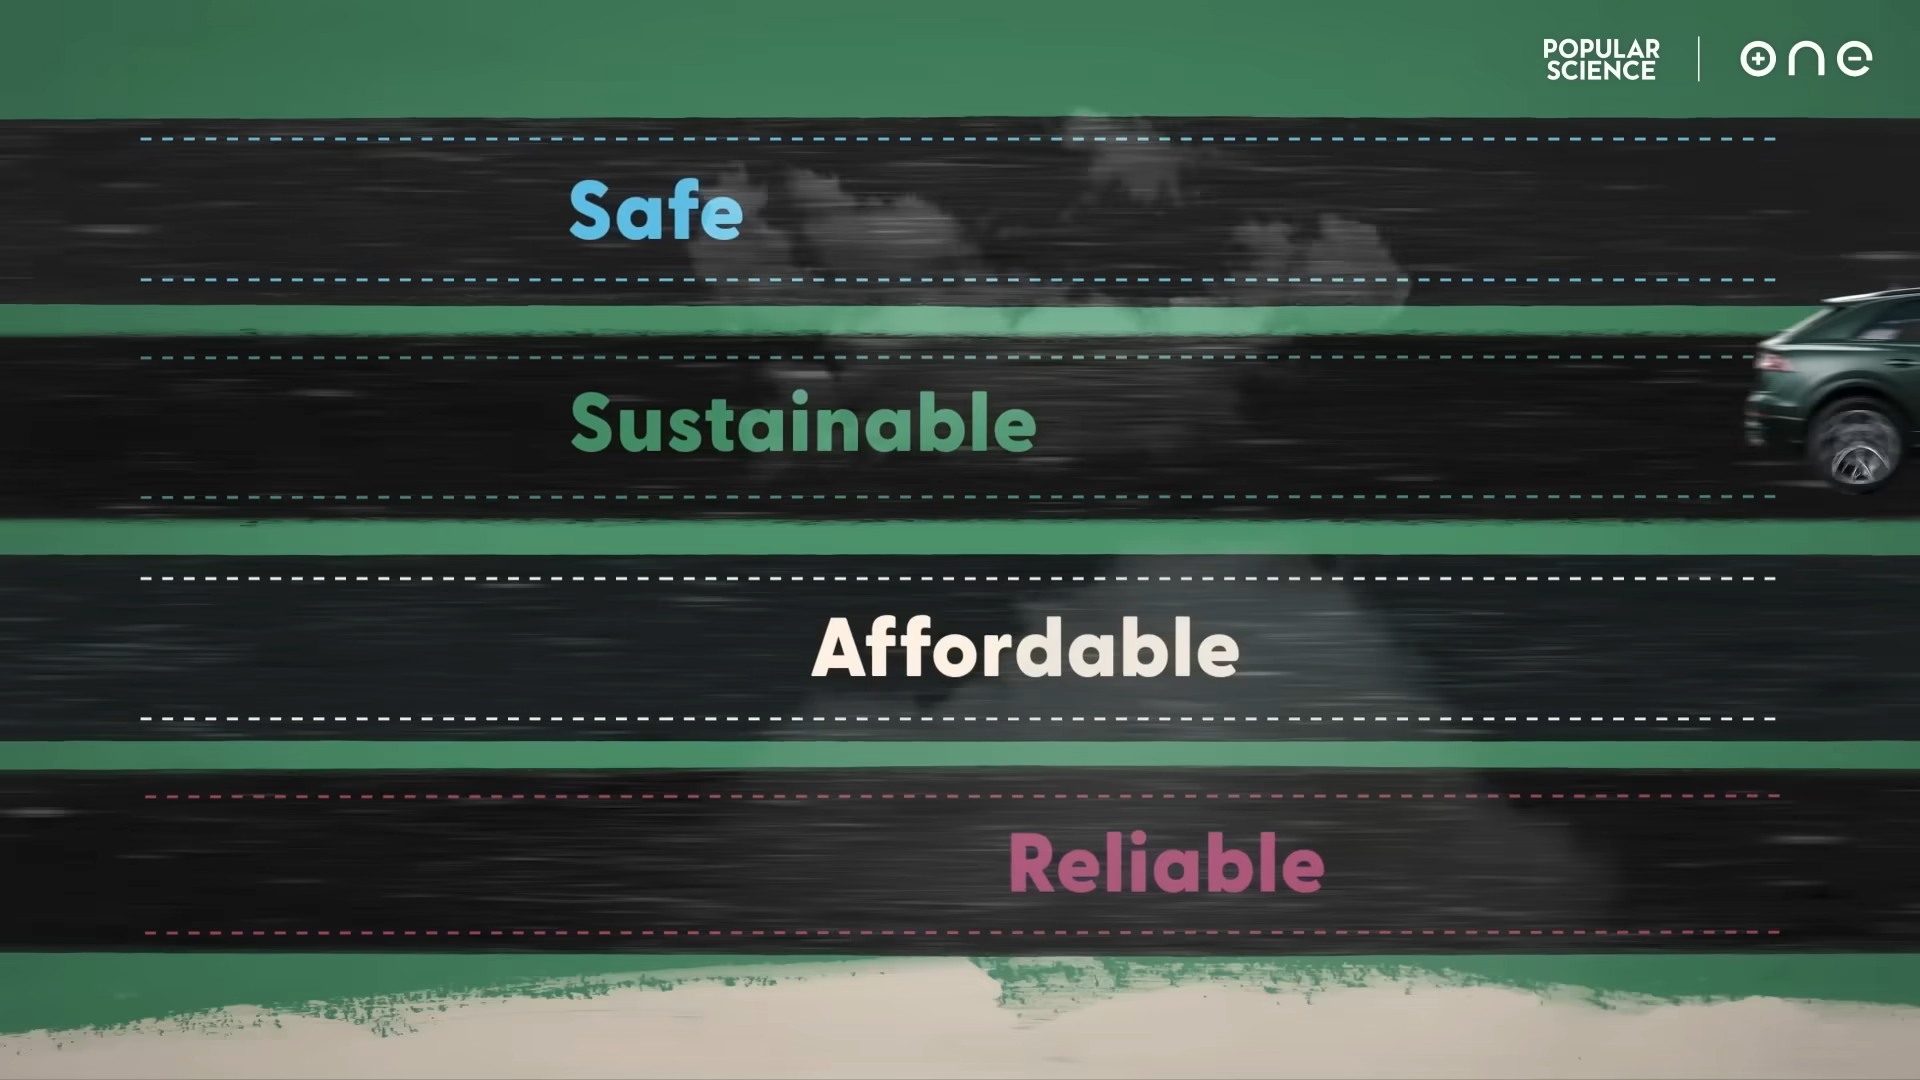 POPULAR
SCIENCE
one
Safe
Sustainable
Affordable
Reliable